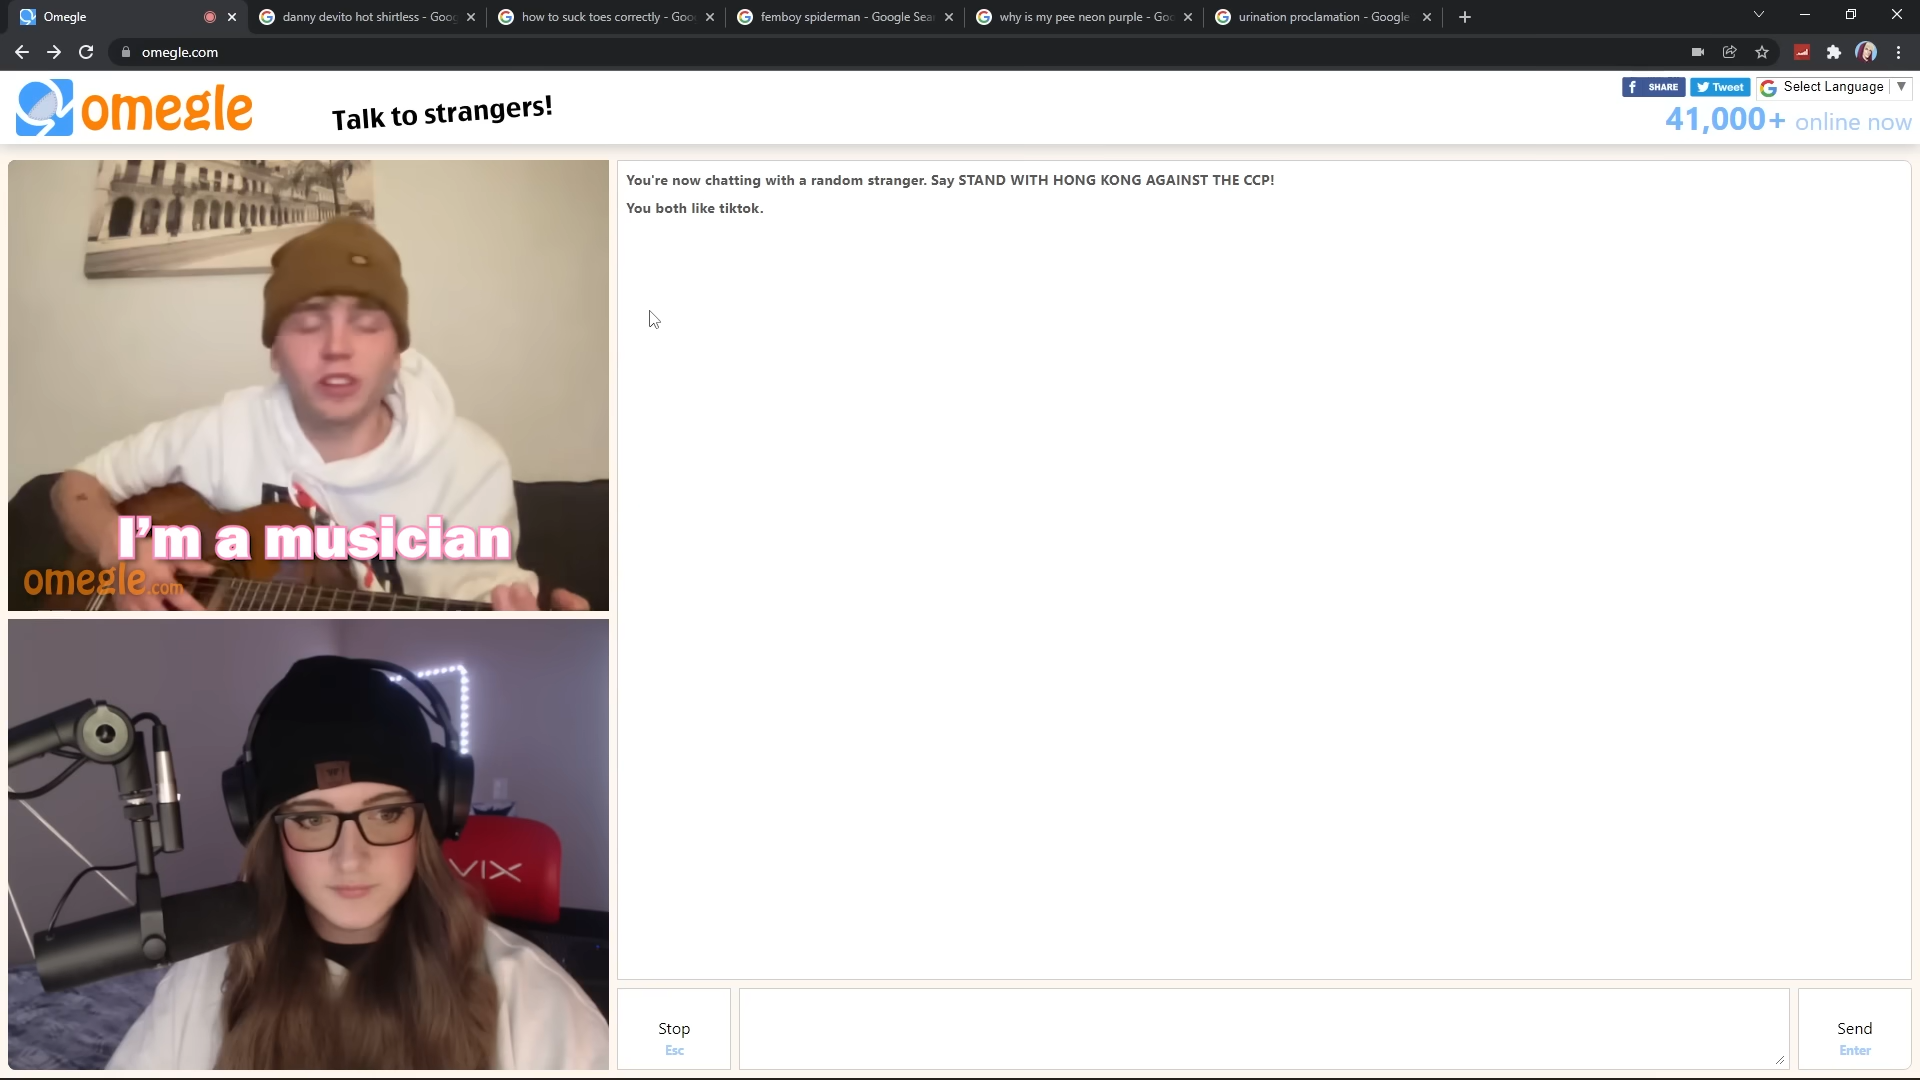 Omegle
danny devito hot shirtless - Goog
how to suck toes correctly - Goo
femboy spiderman - Google Sea
why is my pee neon purple - Goo
urination proclamation - Google
omegle.com
omegle
Talk to strangers!
SHARE
Tweet
Select Language
41,000+ online now
You're now chatting with a random stranger. Say STAND WITH HONG KONG AGAINST THE CCP!
You both like tiktok.
I'm a musician
omegle.com
VIX
Stop
Esc
Send
Enter